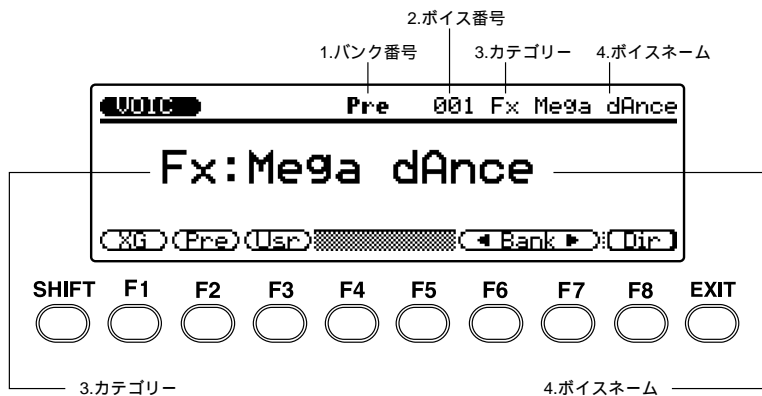 2.ボイス番号
1.バンク番号 3.カテゴリー 4.ボイスネーム
VOIC Pre 001 Fx Mega dAnce
Fx:Mega dAnce
XG Pre Usr ◀ Bank ▶ Dir
SHIFT F1 F2 F3 F4 F5 F6 F7 F8 EXIT
3.カテゴリー 4.ボイスネーム